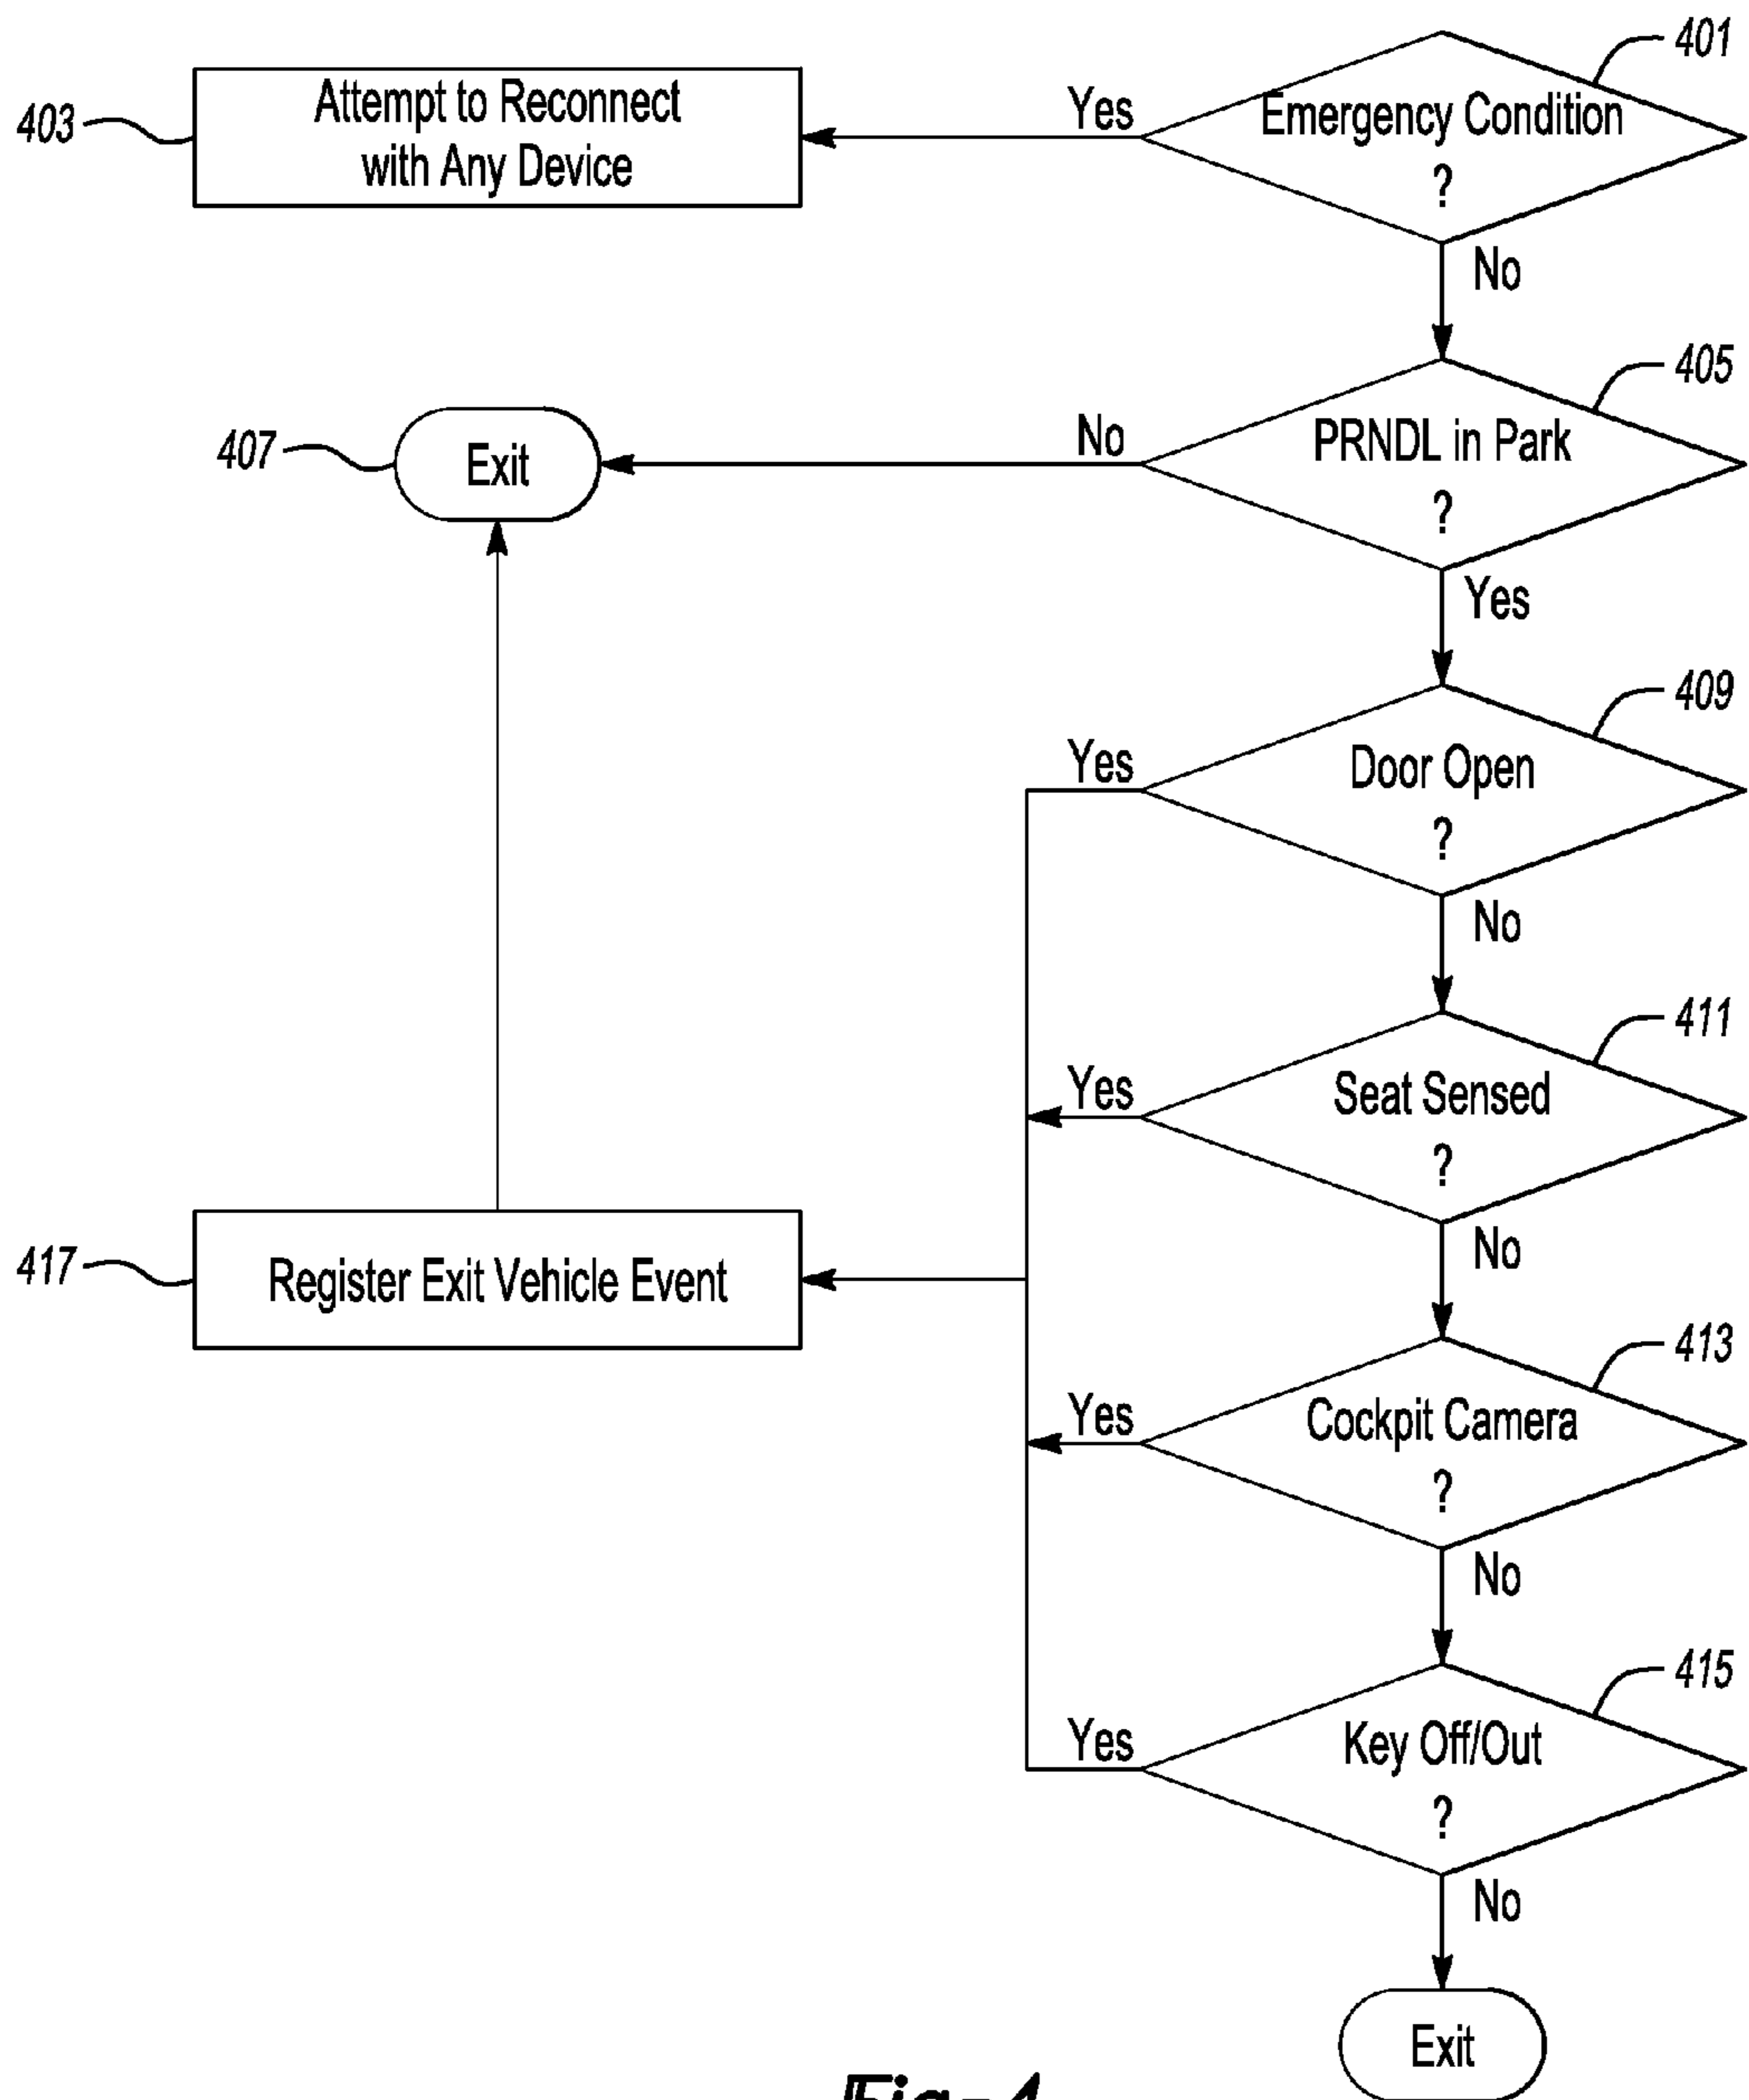 401
Emergency Condition
?
Yes
Attempt to Reconnect
with Any Device
403
No
405
PRNDL in Park
?
No
Exit
407
Yes
409
Door Open
?
Yes
No
411
Seat Sensed
?
Yes
No
417
Register Exit Vehicle Event
413
Cockpit Camera
?
Yes
No
415
Key Off/Out
?
Yes
No
Exit